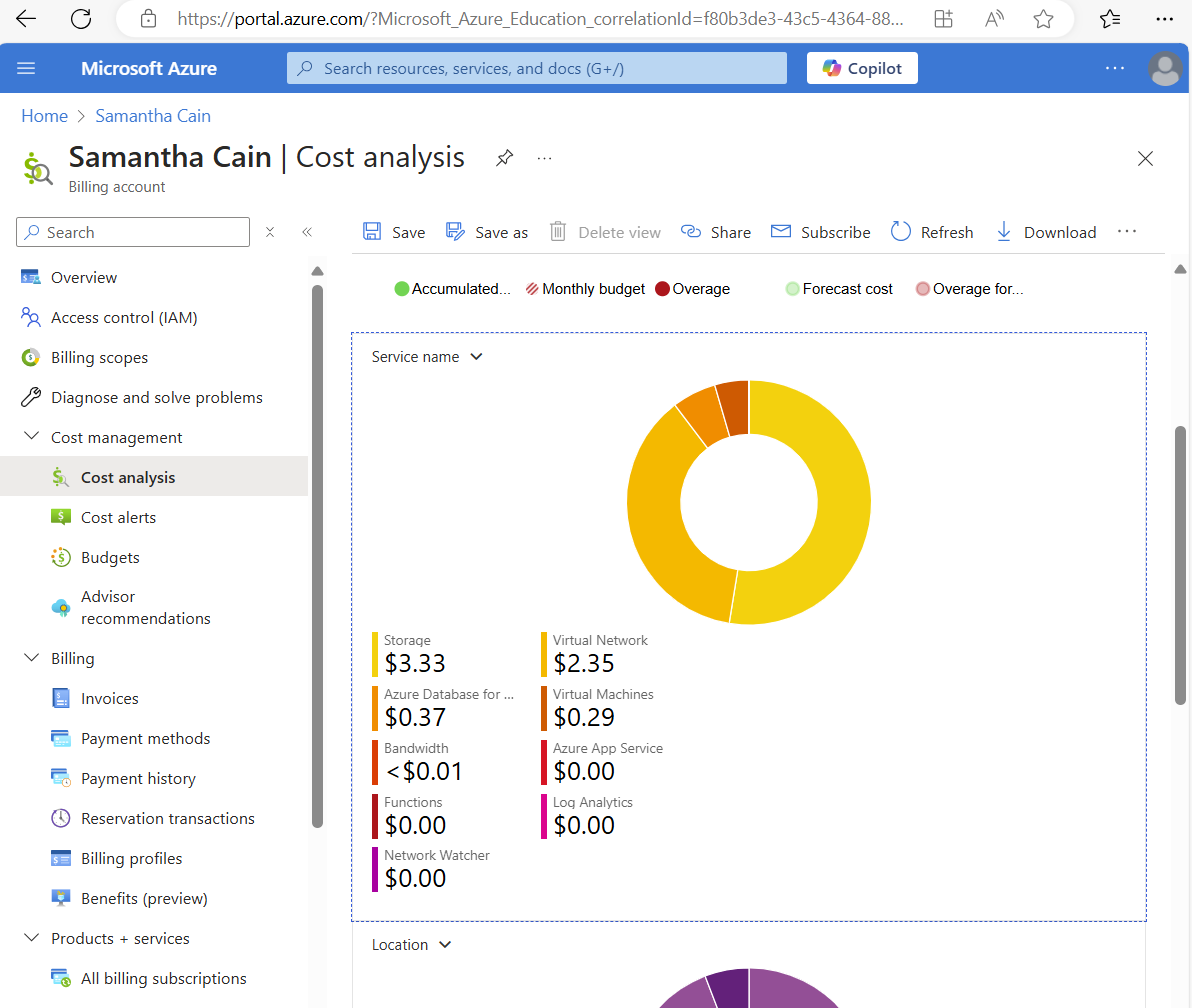 https://portal.azure.com/?Microsoft_Azure_Education_correlationId=f80b3de3-43c5-4364-88...
Microsoft Azure
Search resources, services, and docs (G+/)
Copilot
Home > Samantha Cain
Samantha Cain | Cost analysis
Billing account
Search
Save
Save as
Delete view
Share
Subscribe
Refresh
Download
Overview
Access control (IAM)
Billing scopes
Diagnose and solve problems
Cost management
Cost analysis
Cost alerts
Budgets
Advisor
recommendations
Billing
Invoices
Payment methods
Payment history
Reservation transactions
Billing profiles
Benefits (preview)
Products + services
All billing subscriptions
Accumulated...
Monthly budget
Overage
Forecast cost
Overage for...
Service name
Storage
$3.33
Virtual Network
$2.35
Azure Database for ...
$0.37
Virtual Machines
$0.29
Bandwidth
<$0.01
Azure App Service
$0.00
Functions
$0.00
Log Analytics
$0.00
Network Watcher
$0.00
Location